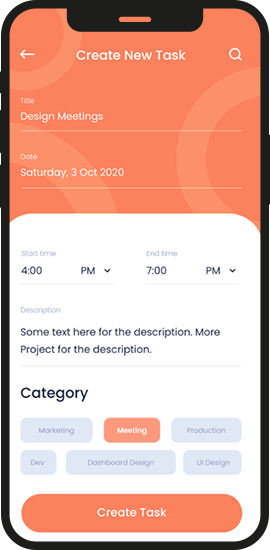 Create New Task
Title
Design Meetings
Date
Saturday, 3 Oct 2020
Start time End time
4:00 PM 7:00 PM
Description
Some text here for the description. More
Project for the description.
Category
Marketing Meeting Production
Dev Dashboard Design UI Design
Create Task